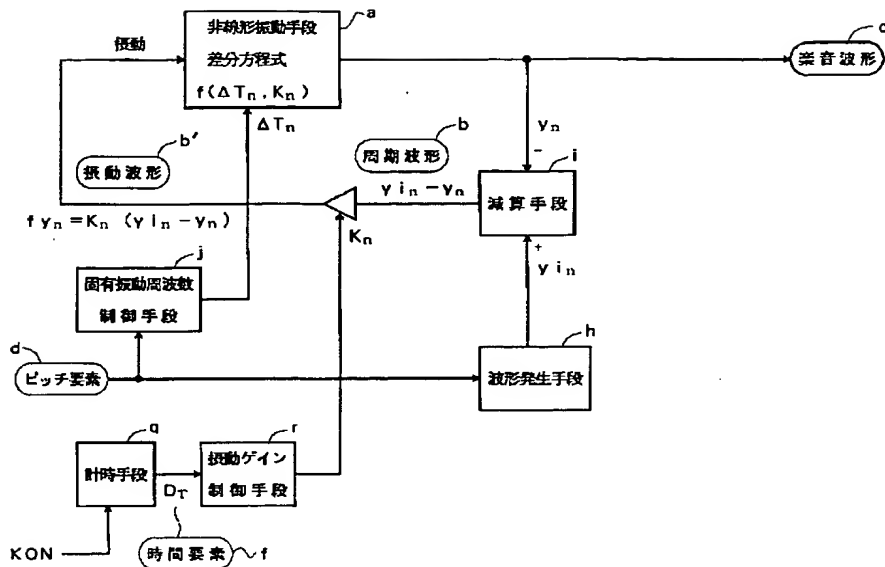 a
非線形振動手段
差分方程式
f(ΔTn, Kn)
摂動
c
楽音波形
ΔTn
yn
b'
振動波形
b
周期波形
−
i
減算手段
yin−yn
fyn=Kn (yin−yn)
Kn
+
yin
j
固有振動周波数
制御手段
d
ピッチ要素
h
波形発生手段
q
計時手段
DT
r
摂動ゲイン
制御手段
KON
時間要素
f